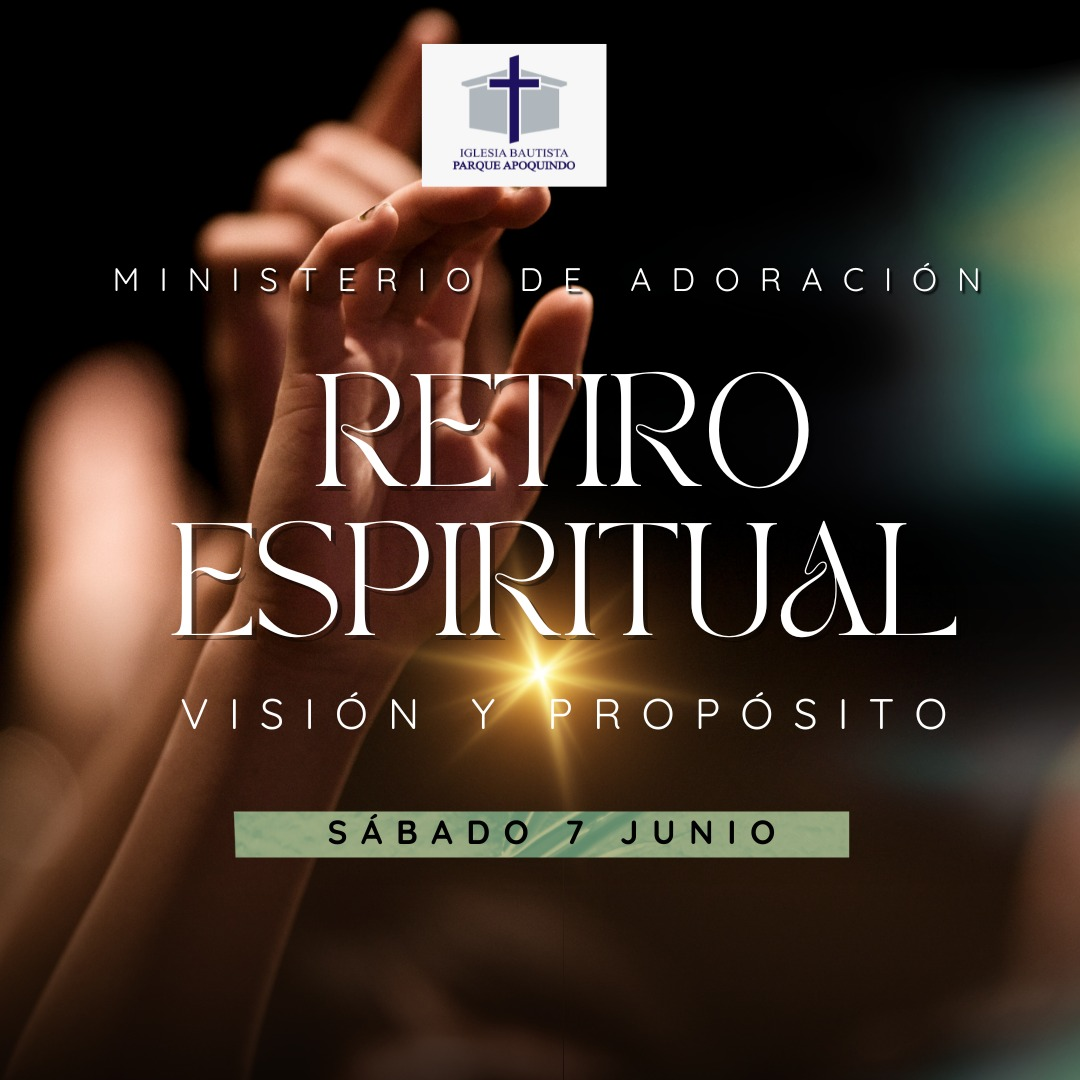 IGLESIA BAUTISTA
PARQUE APOQUINDO
MINISTERIO DE ADORACIÓN
RETIRO
ESPIRITUAL
VISIÓN Y PROPÓSITO
SÁBADO 7 JUNIO